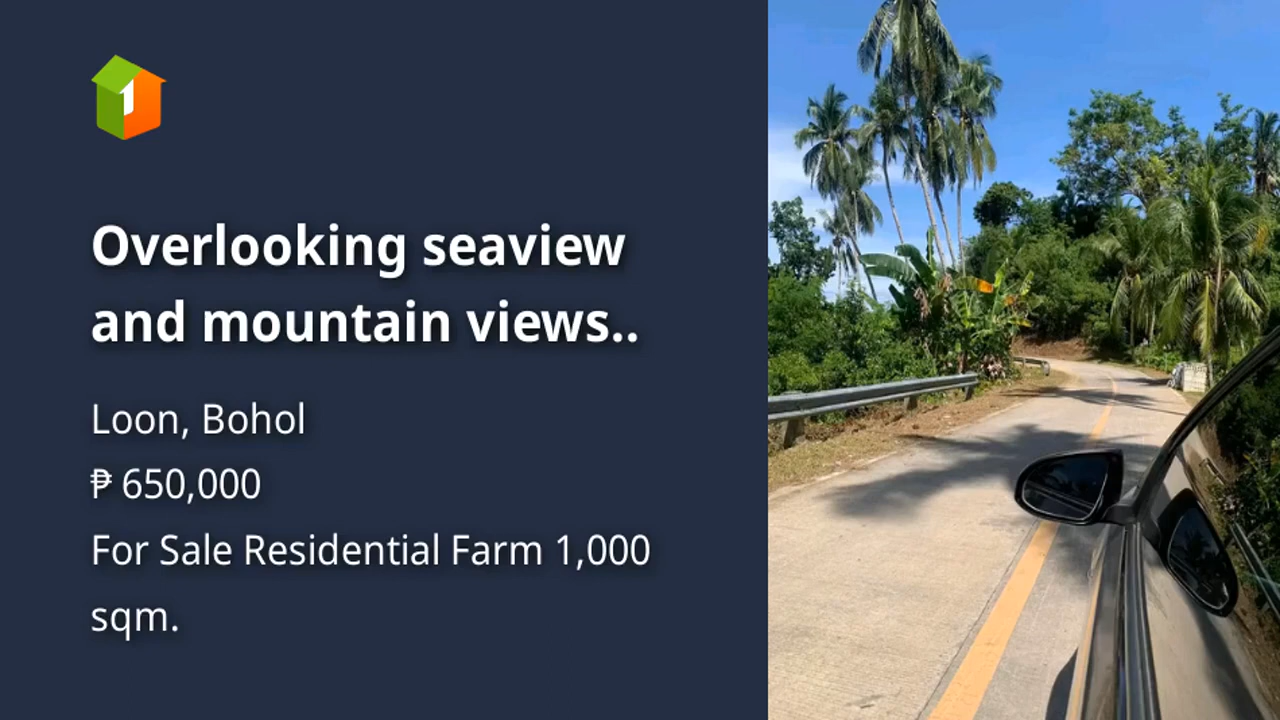 Overlooking seaview
and mountain views..
Loon, Bohol
₱ 650,000
For Sale Residential Farm 1,000
sqm.